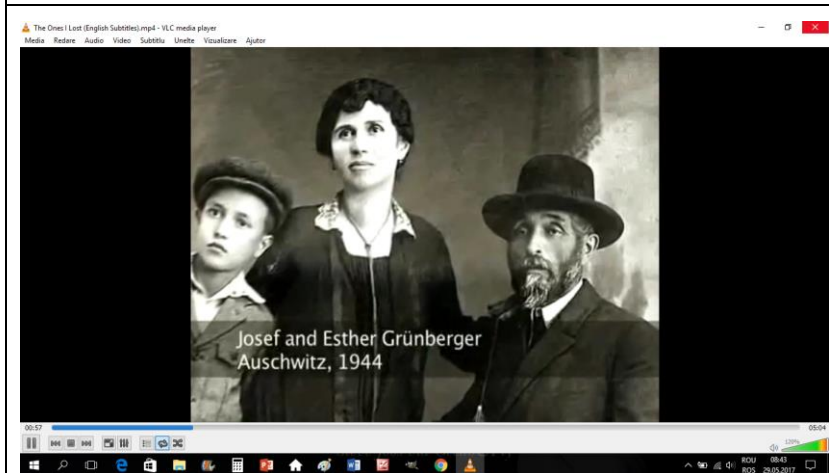 The Ones I Lost (English Subtitles).mp4 - VLC media player
Media Redare Audio Video Subtitlu Unelte Vizualizare Ajutor
Josef and Esther Grünberger
Auschwitz, 1944
00:57 05:04
120%
ROU 08:43
ROS 29.05.2017